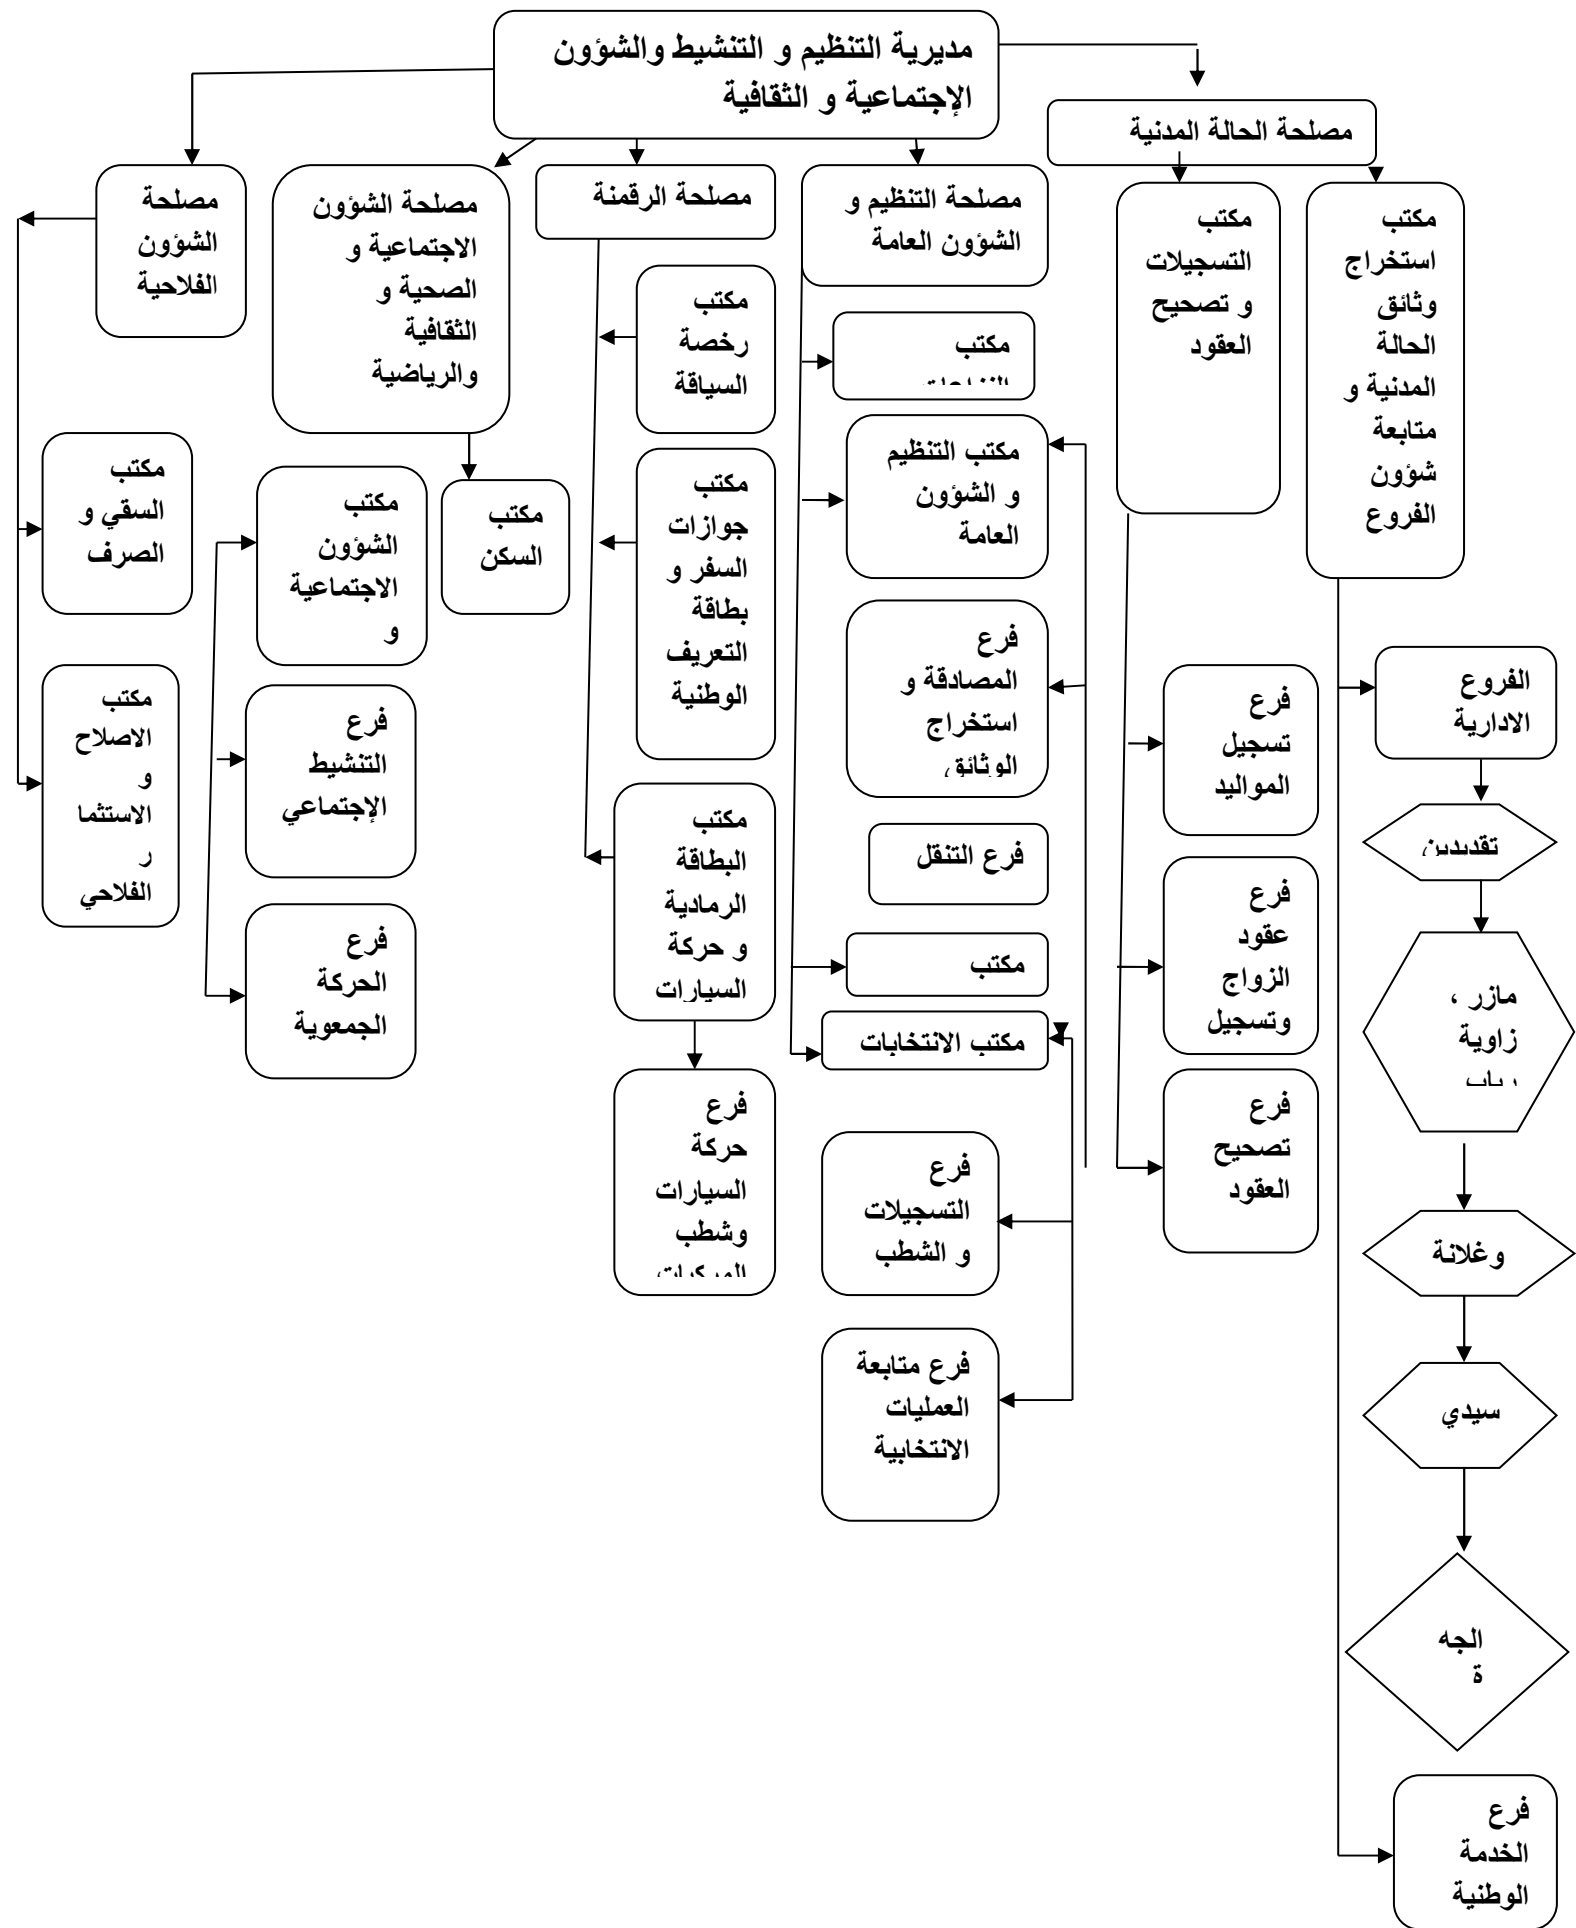 مديرية التنظيم و التنشيط والشؤون
الإجتماعية و الثقافية
مصلحة الحالة المدنية
مكتب
استخراج
وثائق
الحالة
المدنية و
متابعة
شؤون
الفروع
مكتب
التسجيلات
و تصحيح
العقود
مصلحة التنظيم و
الشؤون العامة
مصلحة الرقمنة
مصلحة الشؤون
الاجتماعية و
الصحية و
الثقافية
والرياضية
مصلحة
الشؤون
الفلاحية
الفروع
الادارية
تقديدين
مازر ،
زاوية
وغلانة
سيدي
الجه
ة
فرع
الخدمة
الوطنية
فرع
تسجيل
المواليد
فرع
عقود
الزواج
وتسجيل
فرع
تصحيح
العقود
مكتب
مكتب التنظيم
و الشؤون
العامة
فرع
المصادقة و
استخراج
الوثائق
فرع التنقل
مكتب
مكتب الانتخابات
فرع
التسجيلات
و الشطب
فرع متابعة
العمليات
الانتخابية
مكتب
رخصة
السياقة
مكتب
جوازات
السفر و
بطاقة
التعريف
الوطنية
مكتب
البطاقة
الرمادية
و حركة
السيارات
فرع
حركة
السيارات
وشطب
المركبات
مكتب
السكن
مكتب
الشؤون
الاجتماعية
و
فرع
التنشيط
الإجتماعي
فرع
الحركة
الجمعوية
مكتب
السقي و
الصرف
مكتب
الاصلاح
و
الاستثما
ر
الفلاحي